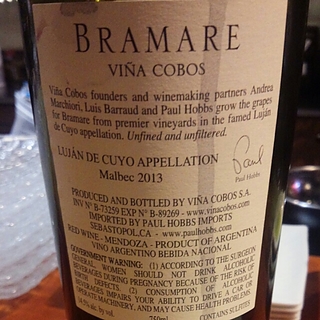 BRAMARE
VIÑA COBOS
Viña Cobos founders and winemaking partners Andrea
Marchiori, Luis Barraud and Paul Hobbs grow the grapes
for Bramare from premier vineyards in the famed Luján
de Cuyo appellation. Unfined and unfiltered.
LUJÁN DE CUYO APPELLATION
Malbec 2013
Paul
Paul Hobbs
PRODUCED AND BOTTLED BY VIÑA COBOS S.A.
INV Nº B-73259 EXP Nº B-89269 - www.vinacobos.com
IMPORTED BY PAUL HOBBS IMPORTS
SEBASTOPOL,CA - www.paulhobbs.com
RED WINE - MENDOZA - PRODUCT OF ARGENTINA
VINO ARGENTINO BEBIDA NACIONAL
GOVERNMENT WARNING: (1) ACCORDING TO THE SURGEON
GENERAL, WOMEN SHOULD NOT DRINK ALCOHOLIC
BEVERAGES DURING PREGNANCY BECAUSE OF THE RISK OF
BIRTH DEFECTS. (2) CONSUMPTION OF ALCOHOLIC
BEVERAGES IMPAIRS YOUR ABILITY TO DRIVE A CAR OR
OPERATE MACHINERY, AND MAY CAUSE HEALTH PROBLEMS.
alc. by vol. 750ml CONTAINS SULFITES